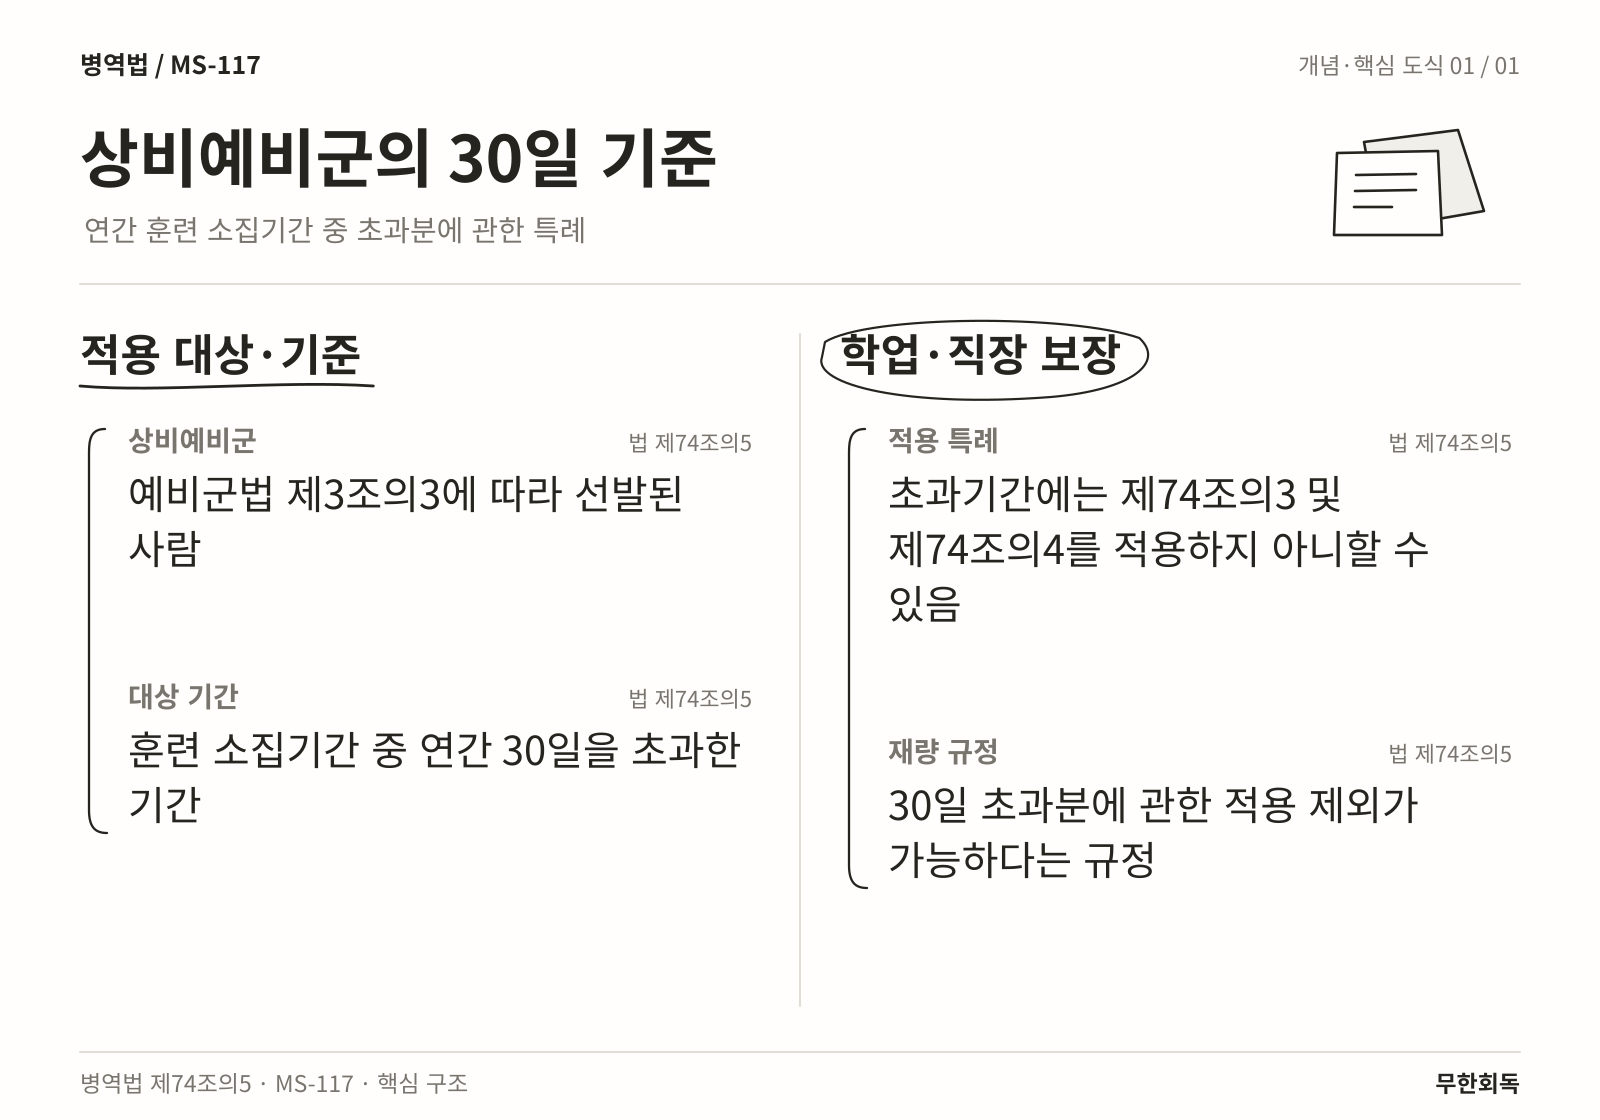 병역법 / MS-117
개념·핵심 도식 01 / 01
상비예비군의 30일 기준
연간 훈련 소집기간 중 초과분에 관한 특례
적용 대상·기준
상비예비군
법 제74조의5
예비군법 제3조의3에 따라 선발된
사람
대상 기간
법 제74조의5
훈련 소집기간 중 연간 30일을 초과한
기간
학업·직장 보장
적용 특례
법 제74조의5
초과기간에는 제74조의3 및
제74조의4를 적용하지 아니할 수
있음
재량 규정
법 제74조의5
30일 초과분에 관한 적용 제외가
가능하다는 규정
병역법 제74조의5 · MS-117 · 핵심 구조
무한회독